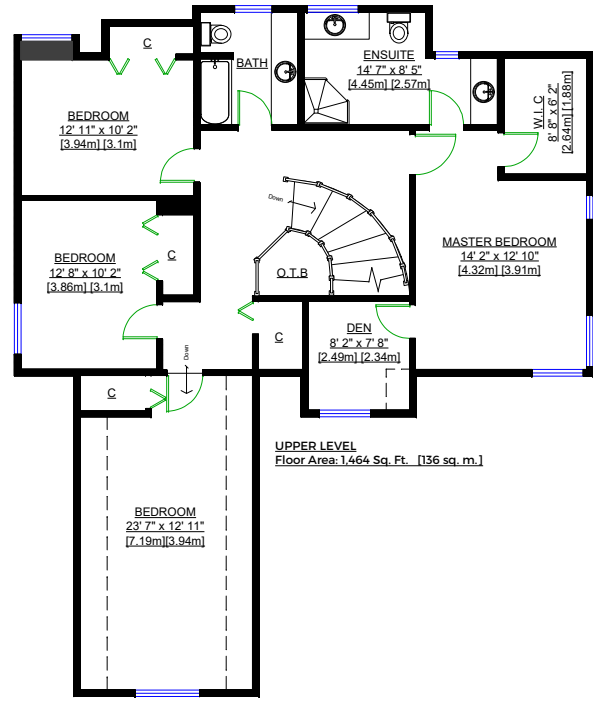 C
BATH
ENSUITE
14' 7" x 8' 5"
[4.45m] [2.57m]
W.I.C
8' 8" x 6' 2"
[2.64m] [1.88m]
BEDROOM
12' 11" x 10' 2"
[3.94m] [3.1m]
Down
BEDROOM
12' 8" x 10' 2"
[3.86m] [3.1m]
C
O.T.B
MASTER BEDROOM
14' 2" x 12' 10"
[4.32m] [3.91m]
C
DEN
8' 2" x 7' 8"
[2.49m] [2.34m]
Down
C
UPPER LEVEL
Floor Area: 1,464 Sq. Ft. [136 sq. m.]
BEDROOM
23' 7" x 12' 11"
[7.19m][3.94m]